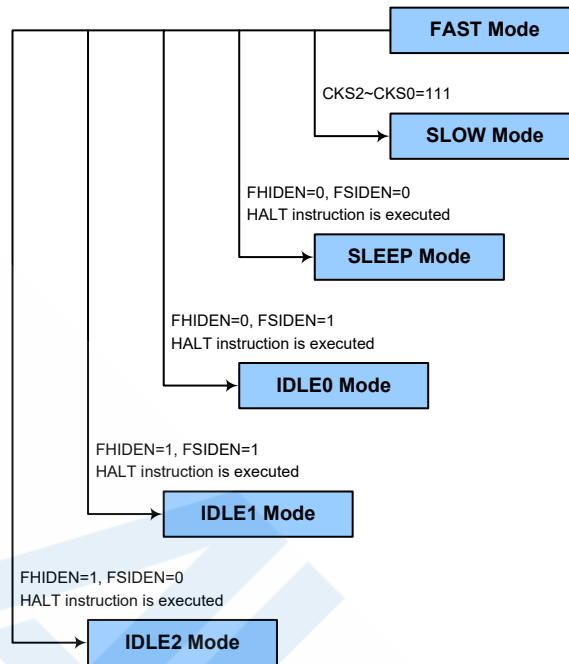 FAST Mode
CKS2~CKS0=111
SLOW Mode
FHIDEN=0, FSIDEN=0
HALT instruction is executed
SLEEP Mode
FHIDEN=0, FSIDEN=1
HALT instruction is executed
IDLE0 Mode
FHIDEN=1, FSIDEN=1
HALT instruction is executed
IDLE1 Mode
FHIDEN=1, FSIDEN=0
HALT instruction is executed
IDLE2 Mode